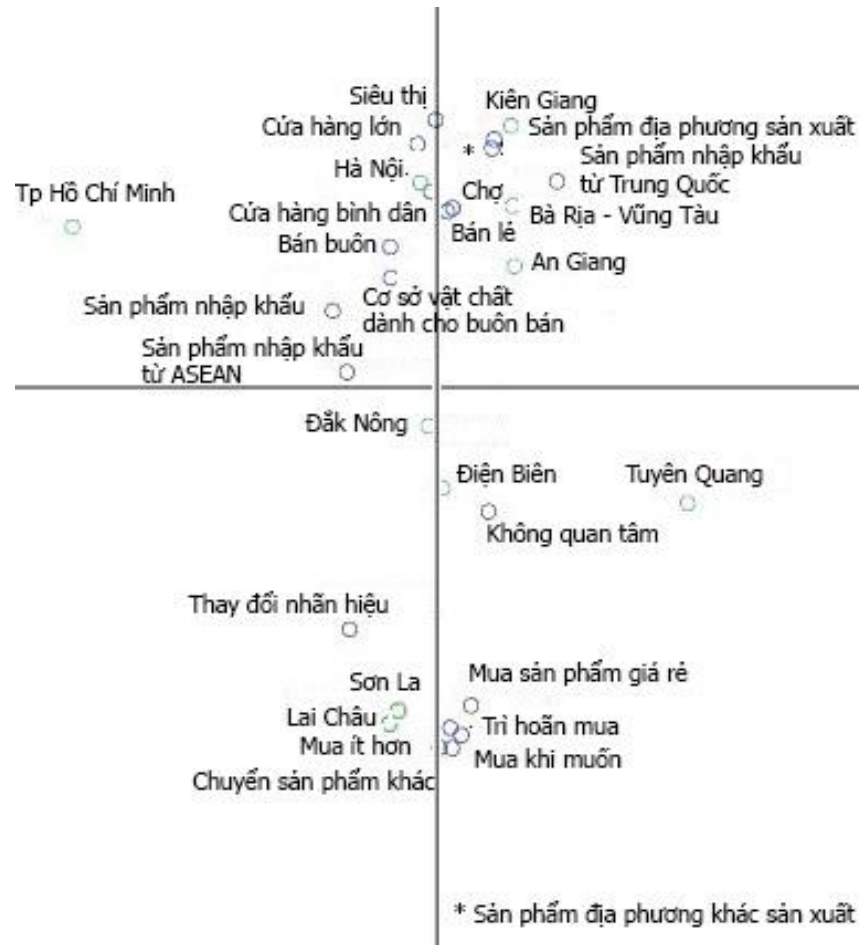 Siêu thị
Kiên Giang
Cửa hàng lớn
Sản phẩm địa phương sản xuất
*
Sản phẩm nhập khẩu
từ Trung Quốc
Hà Nội
Tp Hồ Chí Minh
Chợ
Cửa hàng bình dân
Bà Rịa - Vũng Tàu
Bán lẻ
Bán buôn
An Giang
Cơ sở vật chất
dành cho buôn bán
Sản phẩm nhập khẩu
Sản phẩm nhập khẩu
từ ASEAN
Đắk Nông
Điện Biên
Tuyên Quang
Không quan tâm
Thay đổi nhãn hiệu
Mua sản phẩm giá rẻ
Sơn La
Lai Châu
Trì hoãn mua
Mua ít hơn
Mua khi muốn
Chuyển sản phẩm khác
* Sản phẩm địa phương khác sản xuất